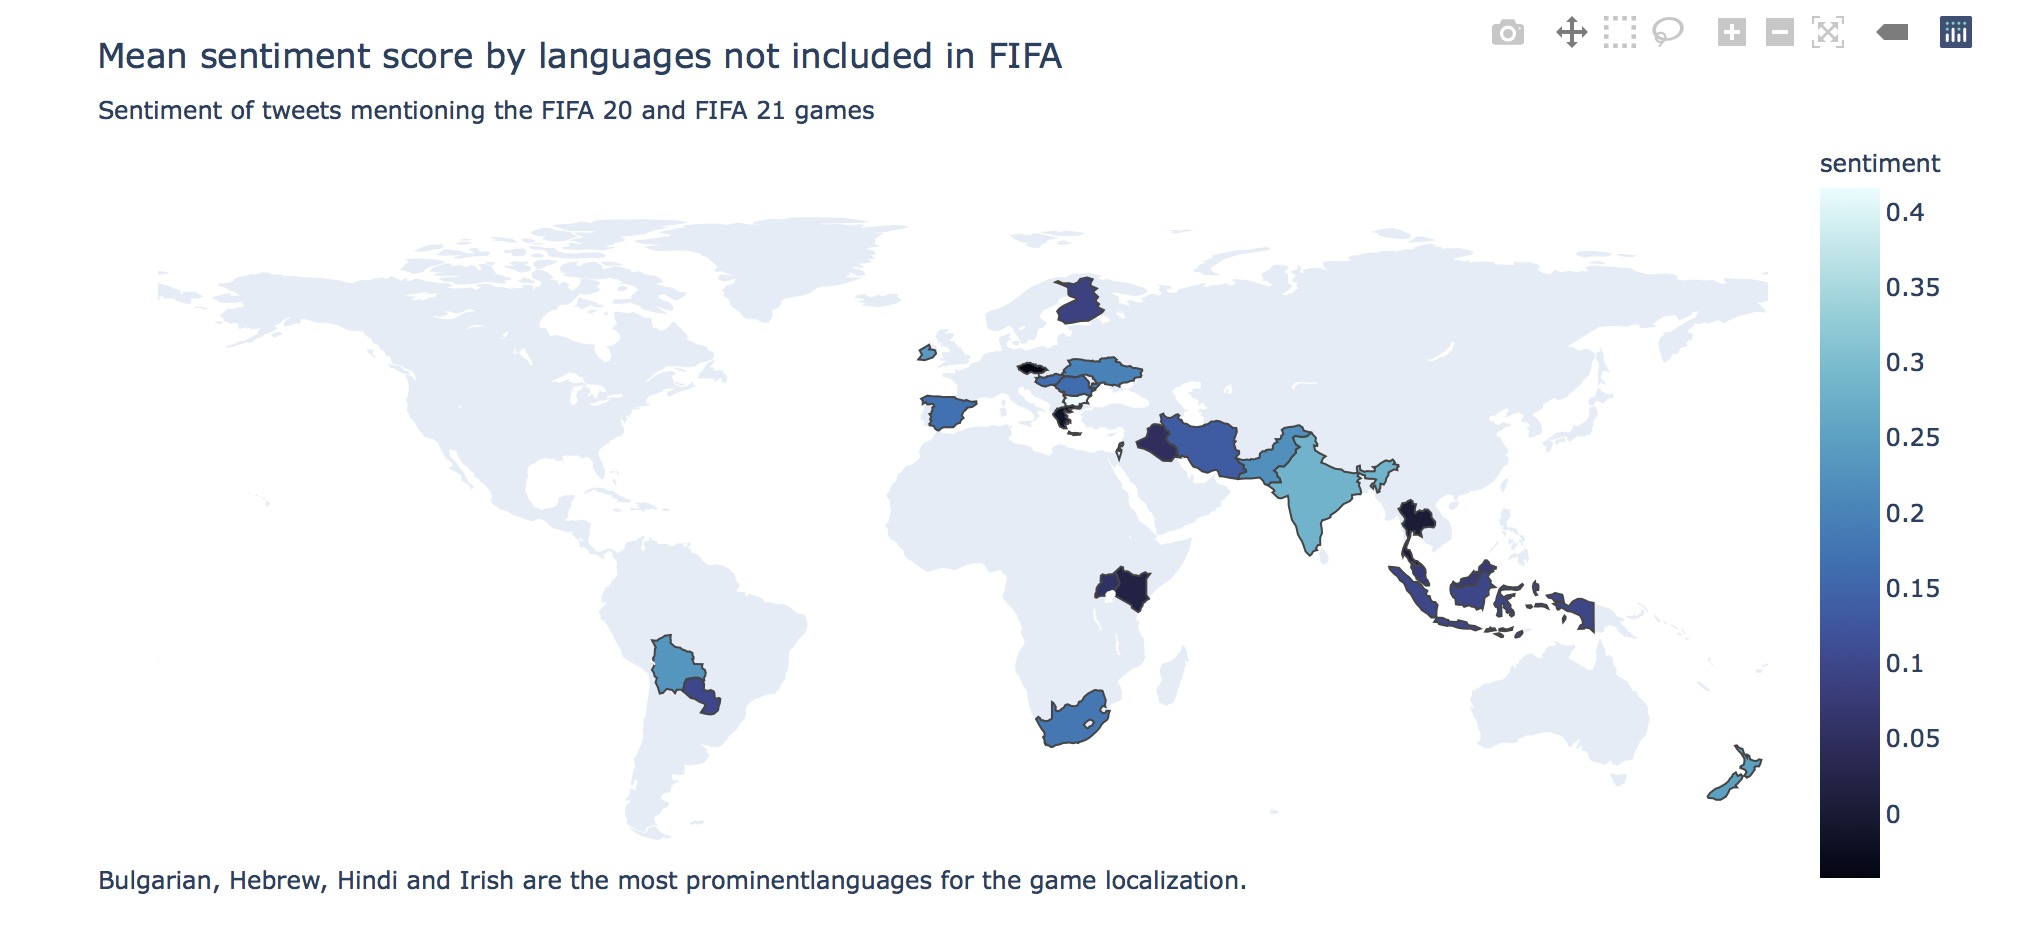 Mean sentiment score by languages not included in FIFA
Sentiment of tweets mentioning the FIFA 20 and FIFA 21 games
sentiment
0.4
0.35
0.3
0.25
0.2
0.15
0.1
0.05
0
Bulgarian, Hebrew, Hindi and Irish are the most prominentlanguages for the game localization.